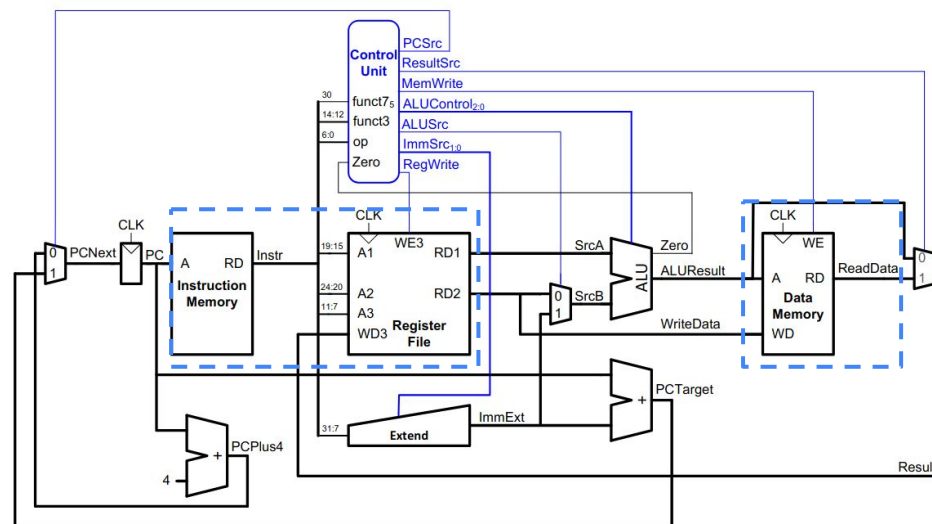 PCSrc
Control
Unit
ResultSrc
MemWrite
30
funct7₅
ALUControl₂:₀
14:12
funct3
ALUSrc
6:0
op
ImmSrc₁:₀
Zero
RegWrite
CLK
CLK
CLK
0
1
PCNext
PC
A
RD
Instr
Instruction
Memory
19:15
A1
WE3
RD1
SrcA
24:20
A2
RD2
11:7
A3
WD3
Register
File
0
1
SrcB
ALU
Zero
ALUResult
WriteData
A
WE
RD
Data
Memory
WD
ReadData
0
1
+
PCTarget
31:7
Extend
ImmExt
+
PCPlus4
4
Resul